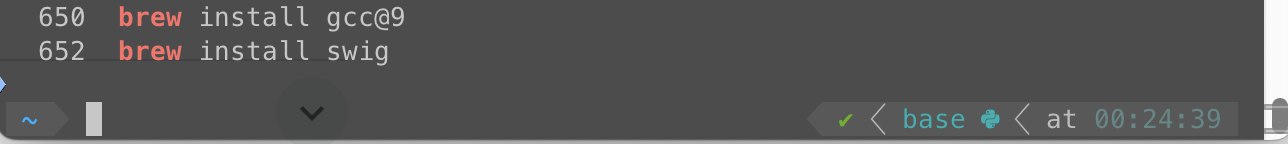 650 brew install gcc@9
652 brew install swig
~ ✔ base at 00:24:39